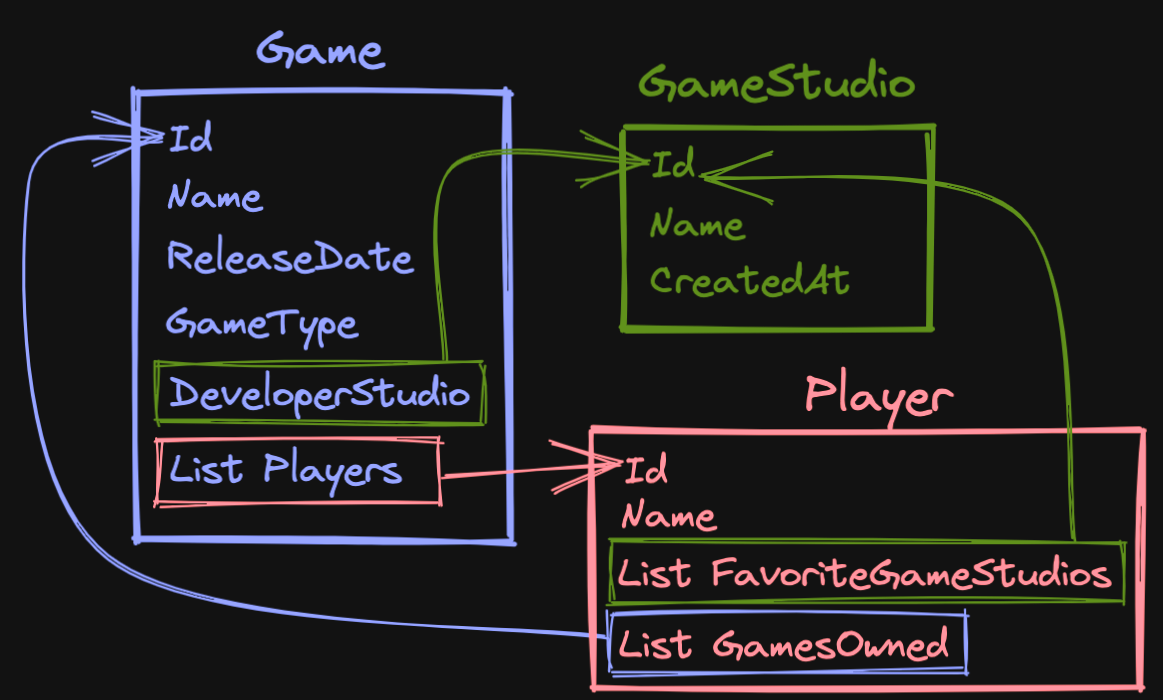 Game
Id
Name
ReleaseDate
GameType
DeveloperStudio
List Players
GameStudio
Id
Name
CreatedAt
Player
Id
Name
List FavoriteGameStudios
List GamesOwned